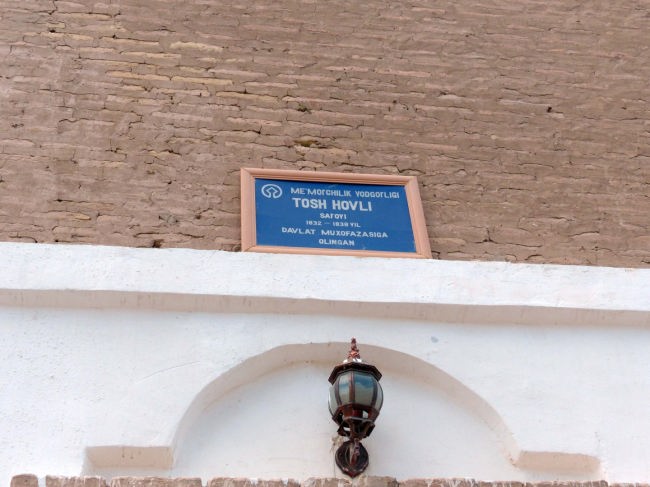 ME'MORCHILIK YODGORLIGI
TOSH HOVLI
SAROYI
1832 — 1838 YIL
DAVLAT MUXOFAZASIGA
OLINGAN